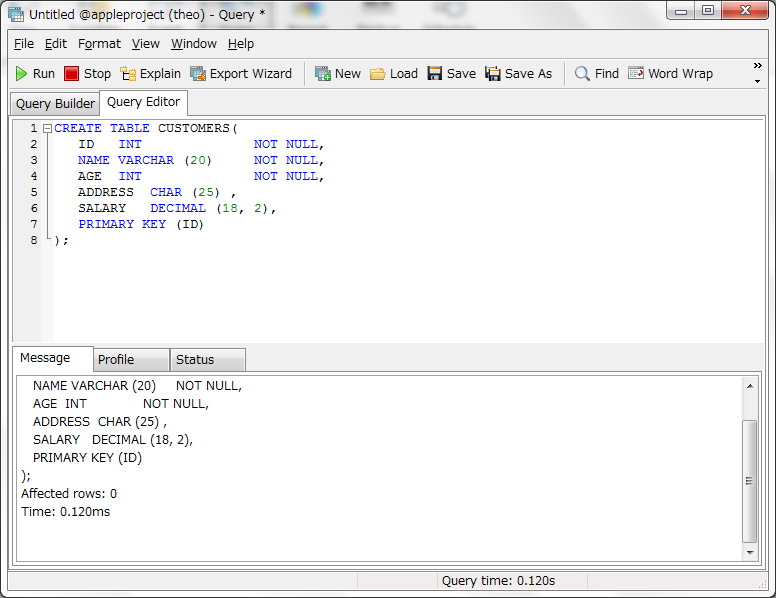 Untitled @appleproject (theo) - Query *
File Edit Format View Window Help
Run Stop Explain Export Wizard New Load Save Save As Find Word Wrap »
Query Builder Query Editor
1 CREATE TABLE CUSTOMERS(
2 ID INT NOT NULL,
3 NAME VARCHAR (20) NOT NULL,
4 AGE INT NOT NULL,
5 ADDRESS CHAR (25) ,
6 SALARY DECIMAL (18, 2),
7 PRIMARY KEY (ID)
8 );
Message Profile Status
NAME VARCHAR (20) NOT NULL,
AGE INT NOT NULL,
ADDRESS CHAR (25) ,
SALARY DECIMAL (18, 2),
PRIMARY KEY (ID)
);
Affected rows: 0
Time: 0.120ms
Query time: 0.120s